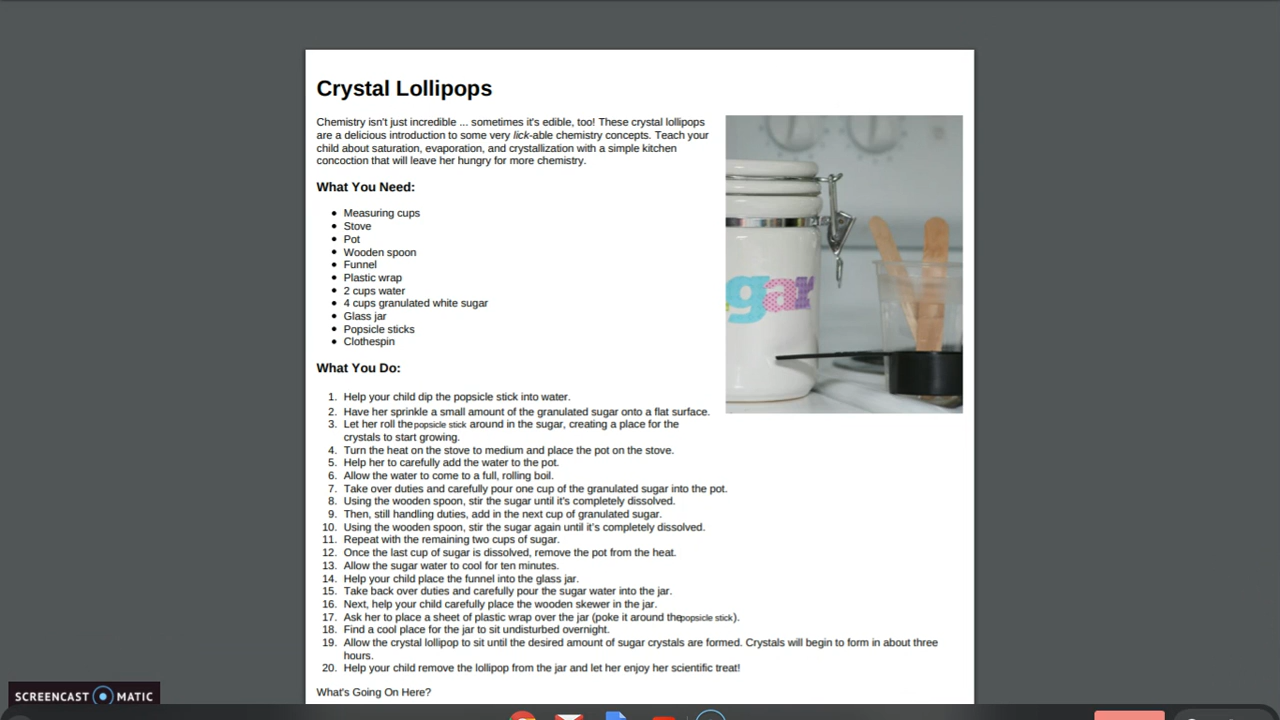 Crystal Lollipops
Chemistry isn't just incredible ... sometimes it's edible, too! These crystal lollipops
are a delicious introduction to some very lick-able chemistry concepts. Teach your
child about saturation, evaporation, and crystallization with a simple kitchen
concoction that will leave her hungry for more chemistry.
What You Need:
• Measuring cups
• Stove
• Pot
• Wooden spoon
• Funnel
• Plastic wrap
• 2 cups water
• 4 cups granulated white sugar
• Glass jar
• Popsicle sticks
• Clothespin
gar
What You Do:
1. Help your child dip the popsicle stick into water.
2. Have her sprinkle a small amount of the granulated sugar onto a flat surface.
3. Let her roll the popsicle stick around in the sugar, creating a place for the
crystals to start growing.
4. Turn the heat on the stove to medium and place the pot on the stove.
5. Help her to carefully add the water to the pot.
6. Allow the water to come to a full, rolling boil.
7. Take over duties and carefully pour one cup of the granulated sugar into the pot.
8. Using the wooden spoon, stir the sugar until it's completely dissolved.
9. Then, still handling duties, add in the next cup of granulated sugar.
10. Using the wooden spoon, stir the sugar again until it's completely dissolved.
11. Repeat with the remaining two cups of sugar.
12. Once the last cup of sugar is dissolved, remove the pot from the heat.
13. Allow the sugar water to cool for ten minutes.
14. Help your child place the funnel into the glass jar.
15. Take back over duties and carefully pour the sugar water into the jar.
16. Next, help your child carefully place the wooden skewer in the jar.
17. Ask her to place a sheet of plastic wrap over the jar (poke it around the popsicle stick).
18. Find a cool place for the jar to sit undisturbed overnight.
19. Allow the crystal lollipop to sit until the desired amount of sugar crystals are formed. Crystals will begin to form in about three
hours.
20. Help your child remove the lollipop from the jar and let her enjoy her scientific treat!
What's Going On Here?
SCREENCAST MATIC